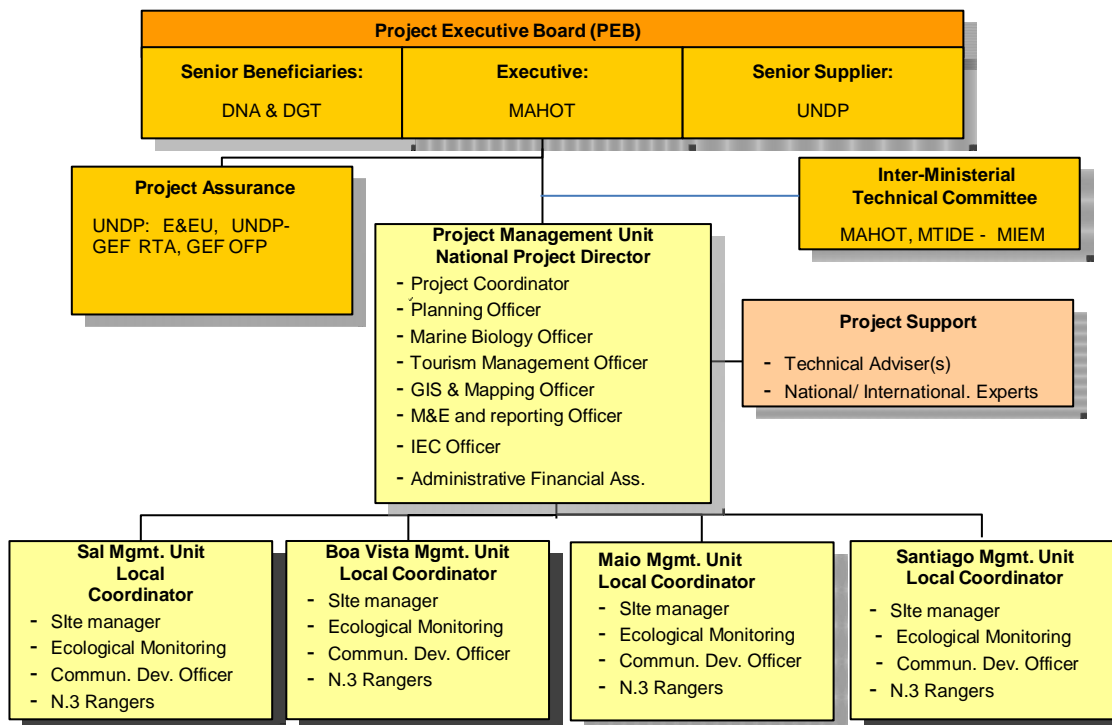 Project Executive Board (PEB)
Senior Beneficiaries:
DNA & DGT
Executive:
MAHOT
Senior Supplier:
UNDP
Project Assurance
UNDP: E&EU, UNDP-
GEF RTA, GEF OFP
Inter-Ministerial
Technical Committee
MAHOT, MTIDE - MIEM
Project Management Unit
National Project Director
- Project Coordinator
- Planning Officer
- Marine Biology Officer
- Tourism Management Officer
- GIS & Mapping Officer
- M&E and reporting Officer
- IEC Officer
- Administrative Financial Ass.
Project Support
- Technical Adviser(s)
- National/ International. Experts
Sal Mgmt. Unit
Local
Coordinator
- SIte manager
- Ecological Monitoring
- Commun. Dev. Officer
- N.3 Rangers
Boa Vista Mgmt. Unit
Local Coordinator
- SIte manager
- Ecological Monitoring
- Commun. Dev. Officer
- N.3 Rangers
Maio Mgmt. Unit
Local Coordinator
- SIte manager
- Ecological Monitoring
- Commun. Dev. Officer
- N.3 Rangers
Santiago Mgmt. Unit
Local Coordinator
- SIte manager
- Ecological Monitoring
- Commun. Dev. Officer
- N.3 Rangers